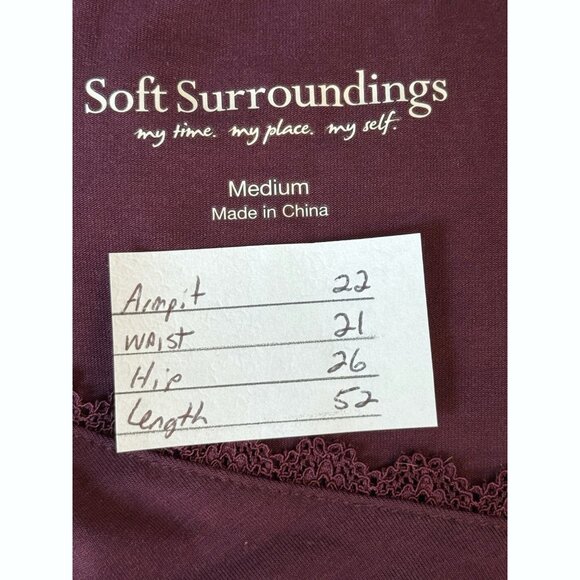 Soft Surroundings
my time. my place. my self.
Medium
Made in China
Armpit 22
WAIST 21
Hip 26
Length 52